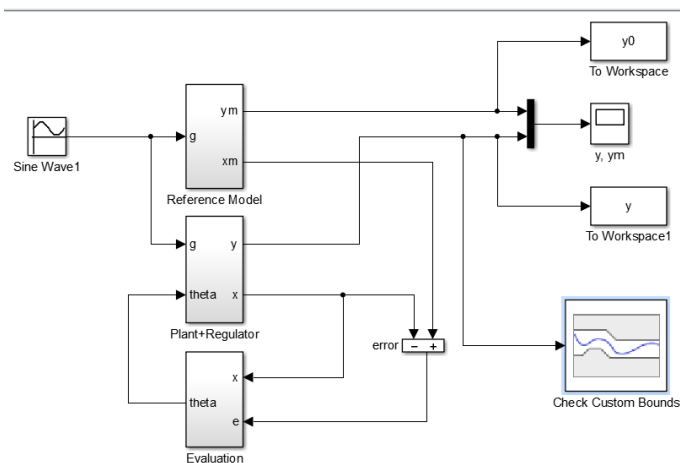 y0
To Workspace
ym
g
xm
Sine Wave1
Reference Model
y, ym
y
To Workspace1
g
y
theta
x
Plant+Regulator
error
− +
x
theta
e
Evaluation
Check Custom Bounds